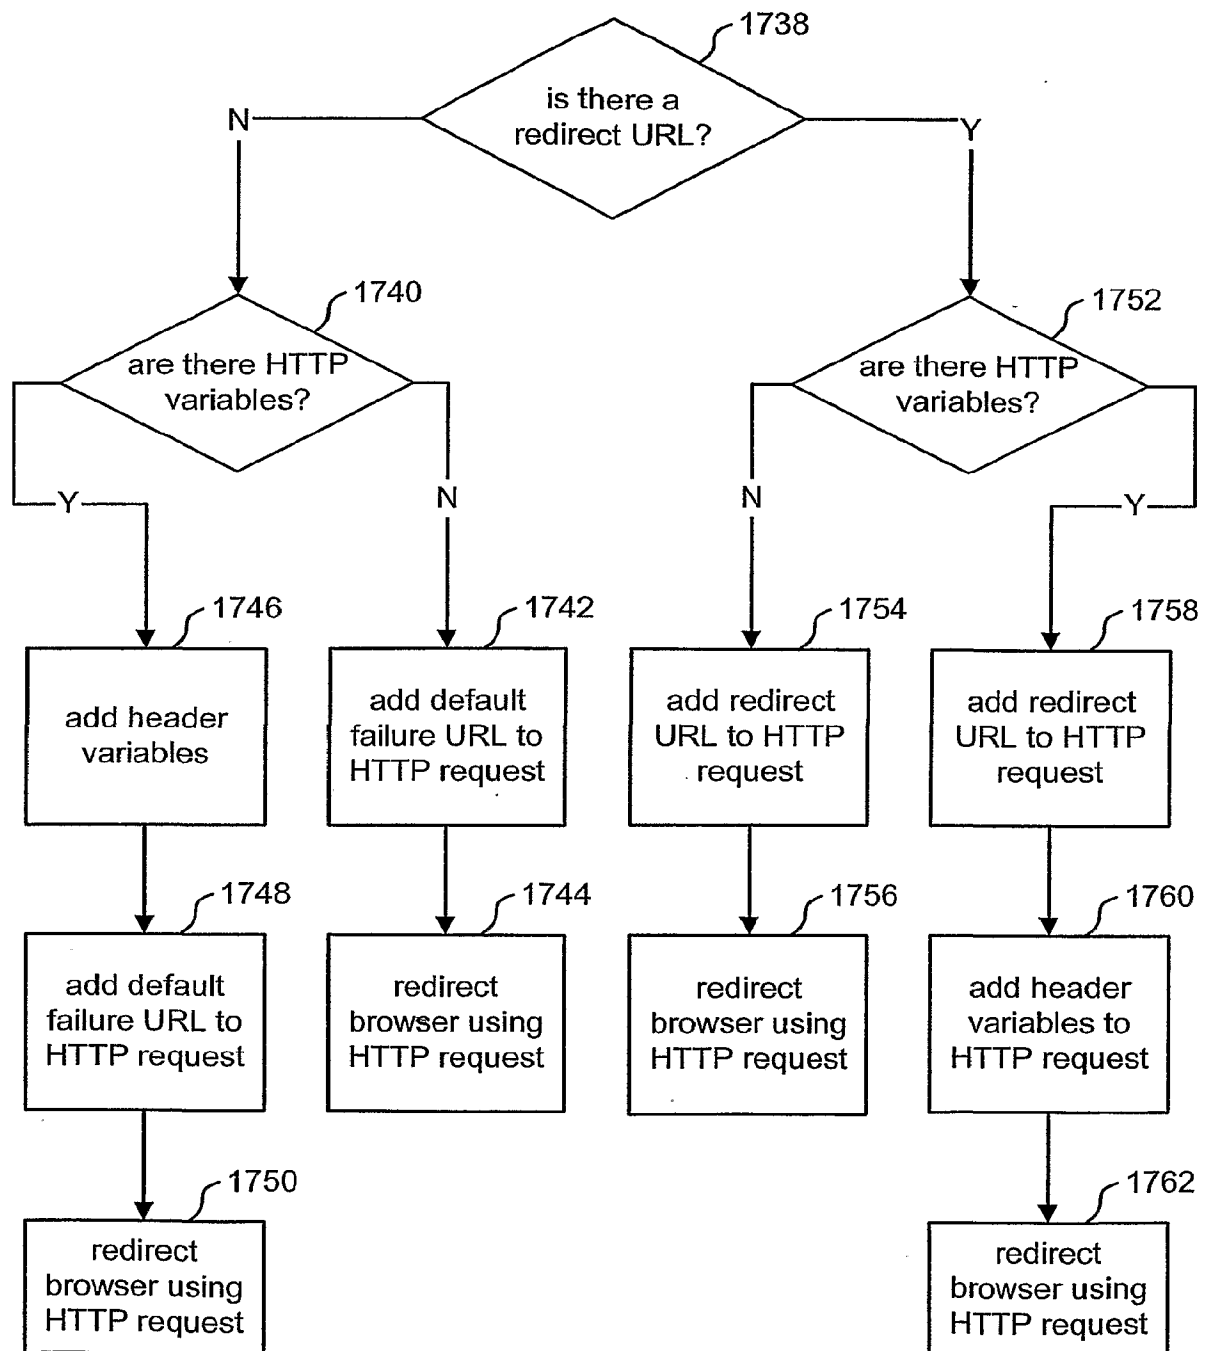 1738
is there a
redirect URL?
N
Y
1740
are there HTTP
variables?
1752
are there HTTP
variables?
Y
N
N
Y
1746
add header
variables
1742
add default
failure URL to
HTTP request
1754
add redirect
URL to HTTP
request
1758
add redirect
URL to HTTP
request
1748
add default
failure URL to
HTTP request
1744
redirect
browser using
HTTP request
1756
redirect
browser using
HTTP request
1760
add header
variables to
HTTP request
1750
redirect
browser using
HTTP request
1762
redirect
browser using
HTTP request